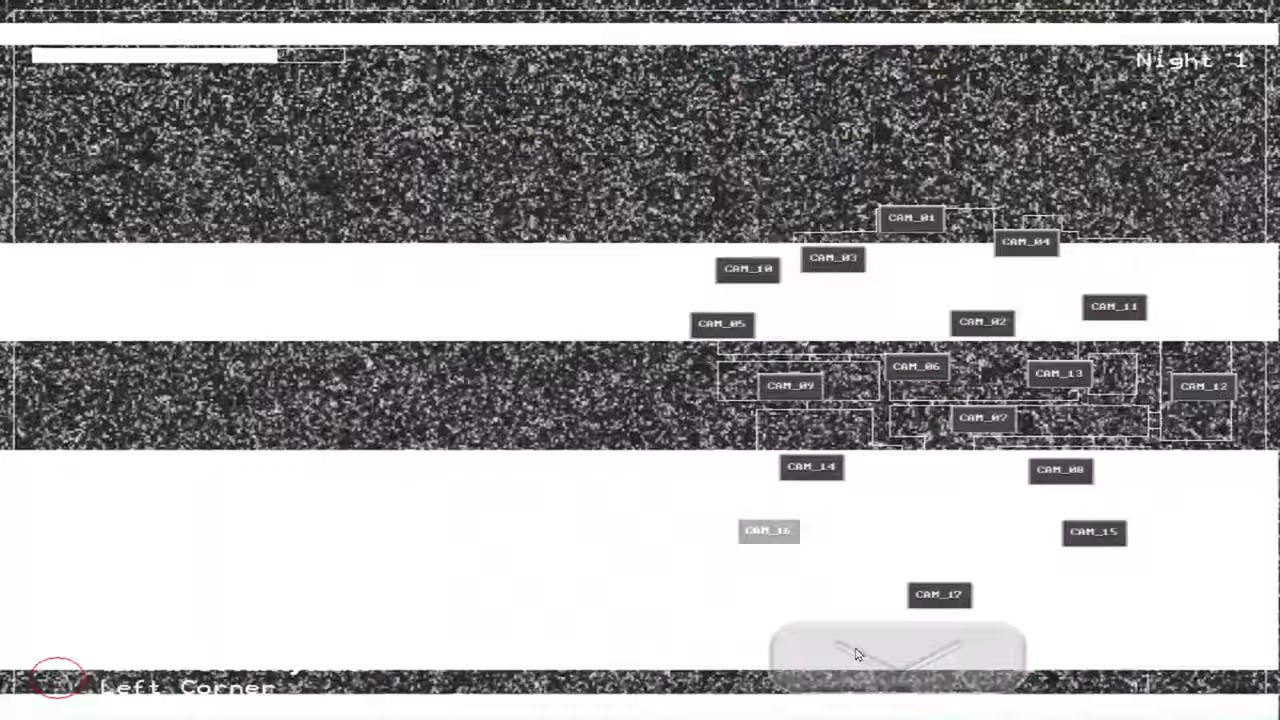 Night 1
CAM_01
CAM_04
CAM_03
CAM_10
CAM_11
CAM_02
CAM_05
CAM_06
CAM_13
CAM_09
CAM_12
CAM_07
CAM_14
CAM_08
CAM_16
CAM_15
CAM_17
Left Corner